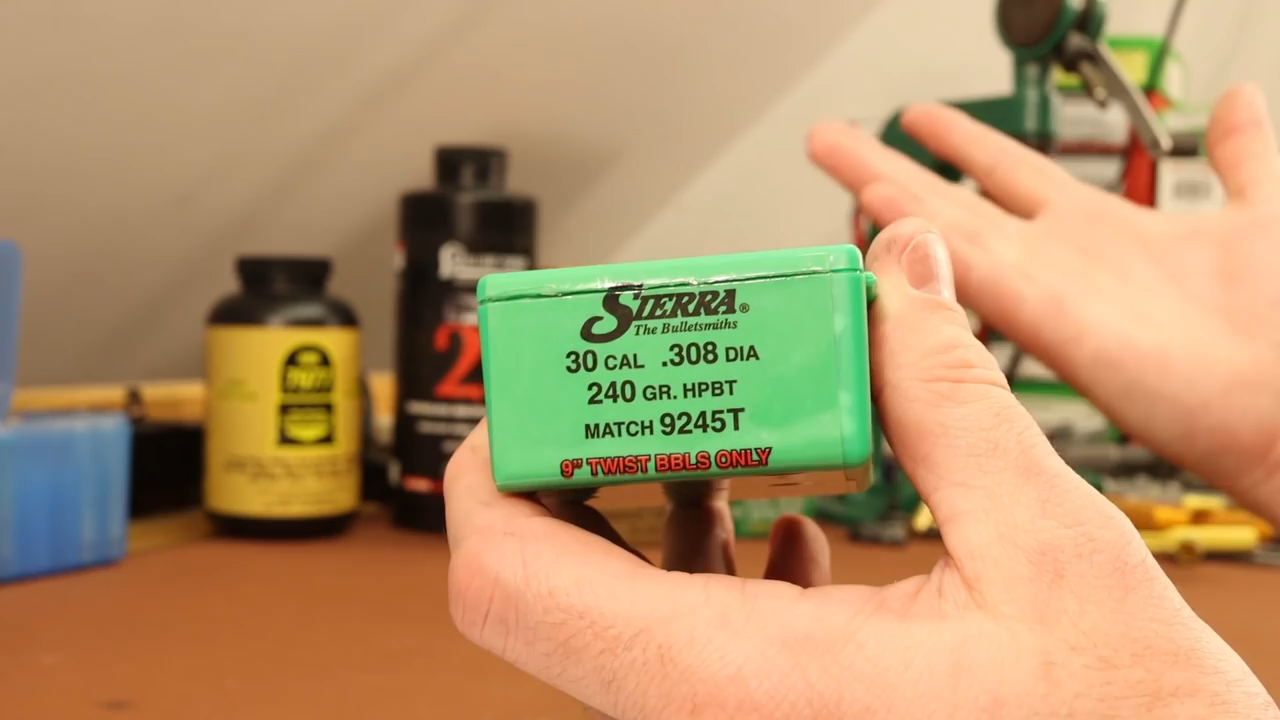 SIERRA®
The Bulletsmiths
30 CAL .308 DIA
240 GR. HPBT
MATCH 9245T
9" TWIST BBLS ONLY